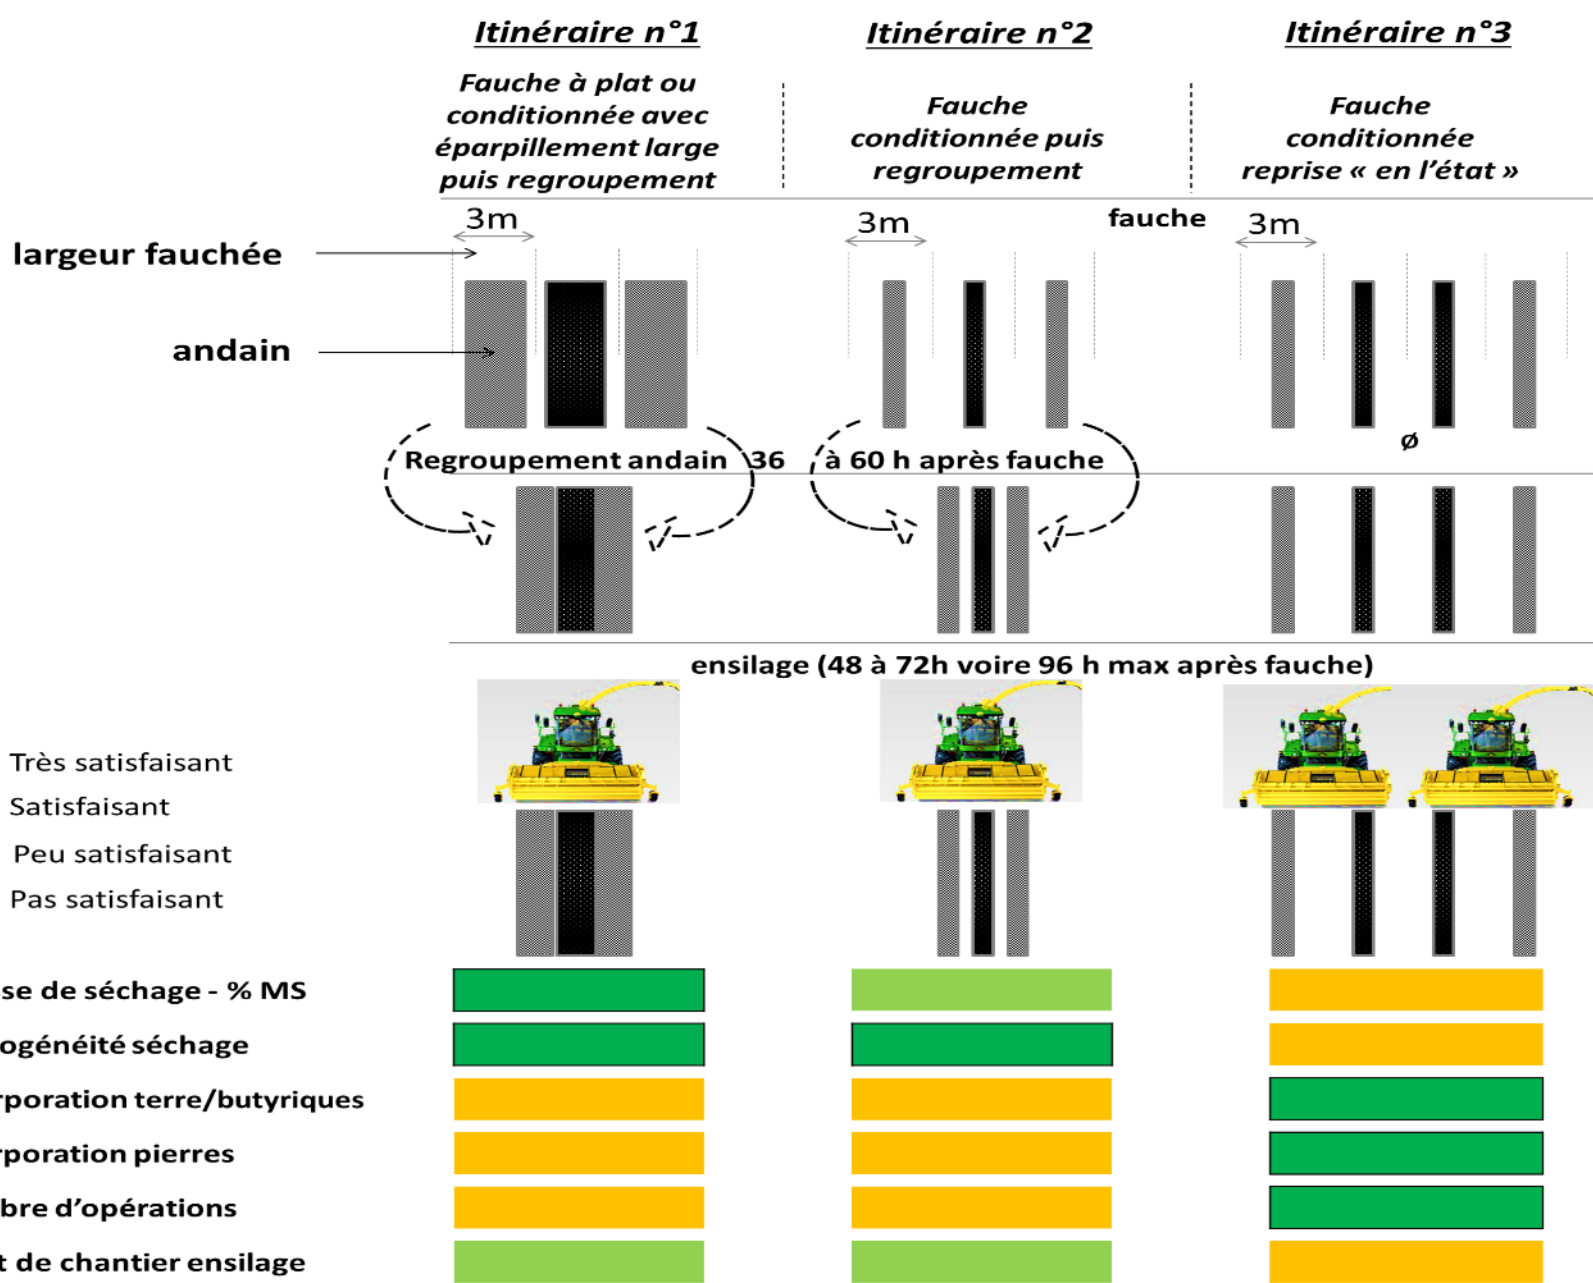 Itinéraire n°1
Itinéraire n°2
Itinéraire n°3
Fauche à plat ou
conditionnée avec
éparpillement large
puis regroupement
Fauche
conditionnée puis
regroupement
Fauche
conditionnée
reprise « en l’état »
3m
3m
fauche
3m
largeur fauchée
andain
ø
Regroupement andain 36 à 60 h après fauche
ensilage (48 à 72h voire 96 h max après fauche)
Très satisfaisant
Satisfaisant
Peu satisfaisant
Pas satisfaisant
sse de séchage - % MS
ogénéité séchage
rporation terre/butyriques
rporation pierres
bre d’opérations
t de chantier ensilage